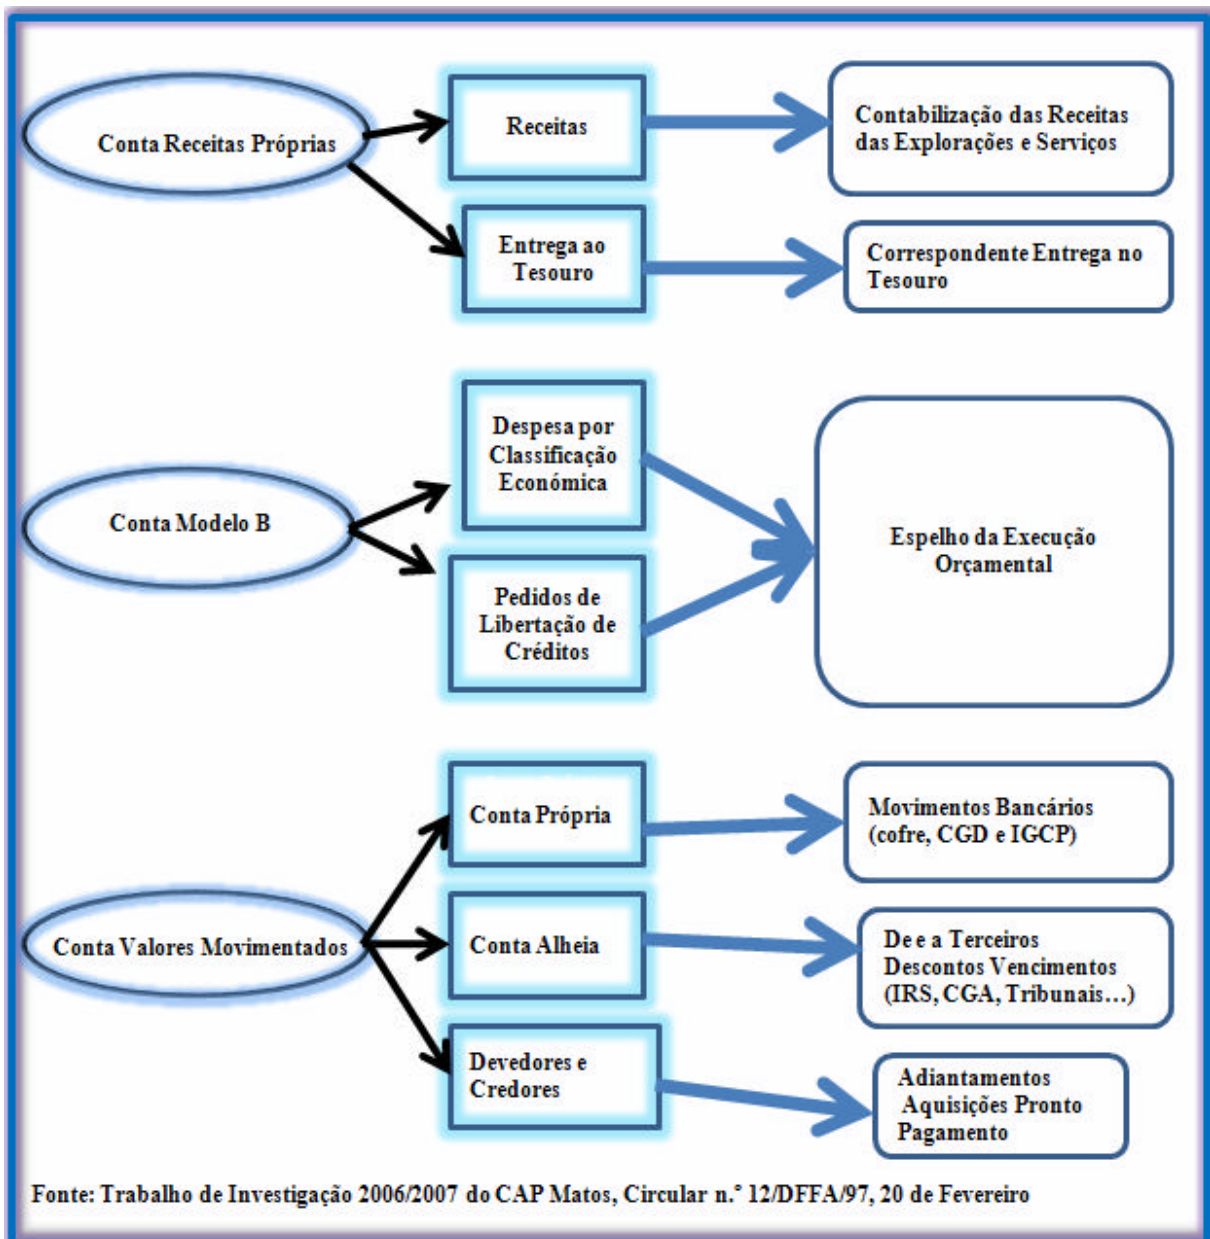 Conta Receitas Próprias
Receitas
Contabilização das Receitas
das Explorações e Serviços
Entrega ao
Tesouro
Correspondente Entrega no
Tesouro
Conta Modelo B
Despesa por
Classificação
Económica
Pedidos de
Libertação de
Créditos
Espelho da Execução
Orçamental
Conta Valores Movimentados
Conta Própria
Movimentos Bancários
(cofre, CGD e IGCP)
Conta Alheia
De e a Terceiros
Descontos Vencimentos
(IRS, CGA, Tribunais…)
Devedores e
Credores
Adiantamentos
Aquisições Pronto
Pagamento
Fonte: Trabalho de Investigação 2006/2007 do CAP Matos, Circular n.º 12/DFFA/97, 20 de Fevereiro